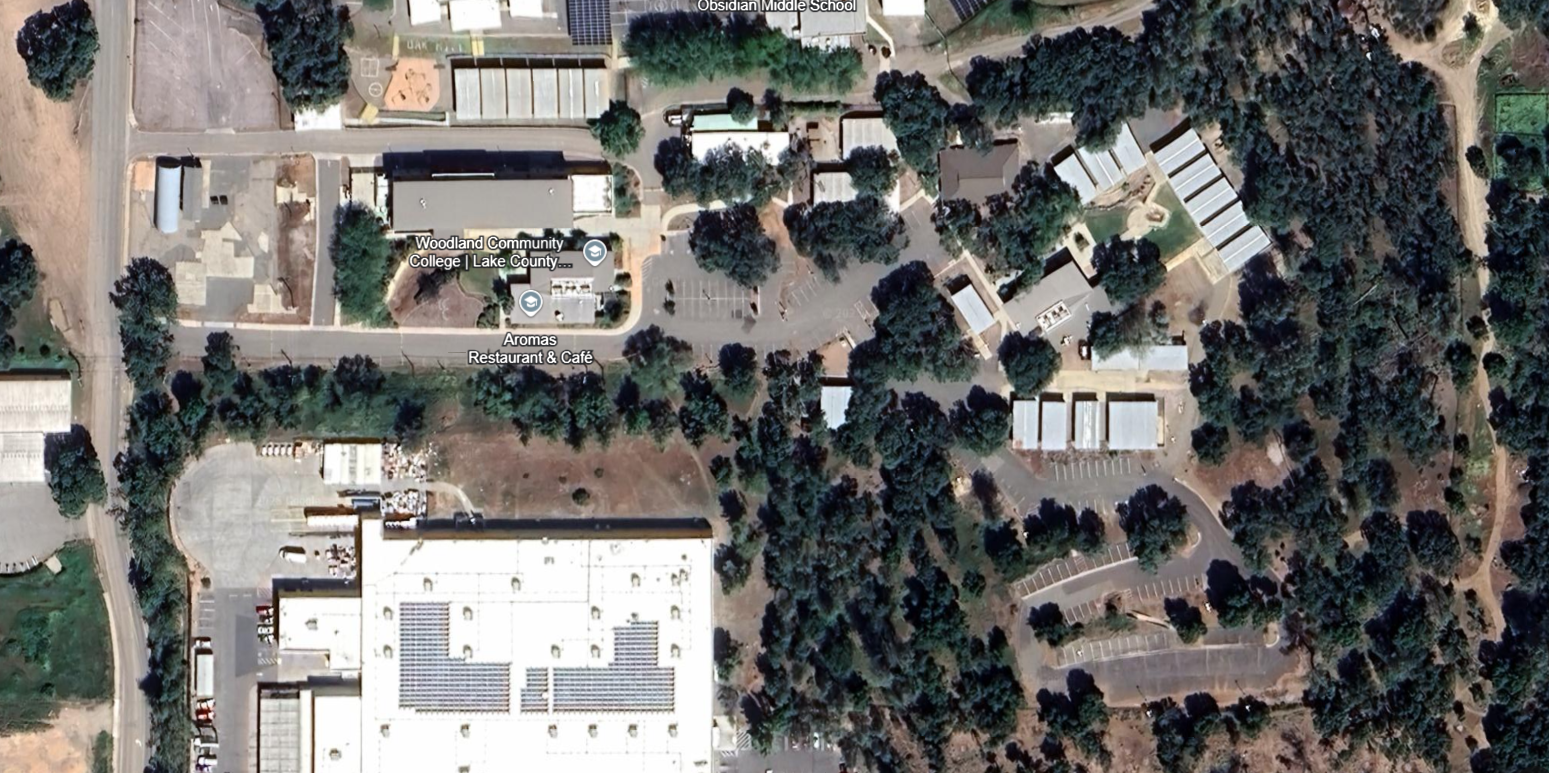 Obsidian Middle School
Woodland Community
College | Lake County...
Aromas
Restaurant & Café